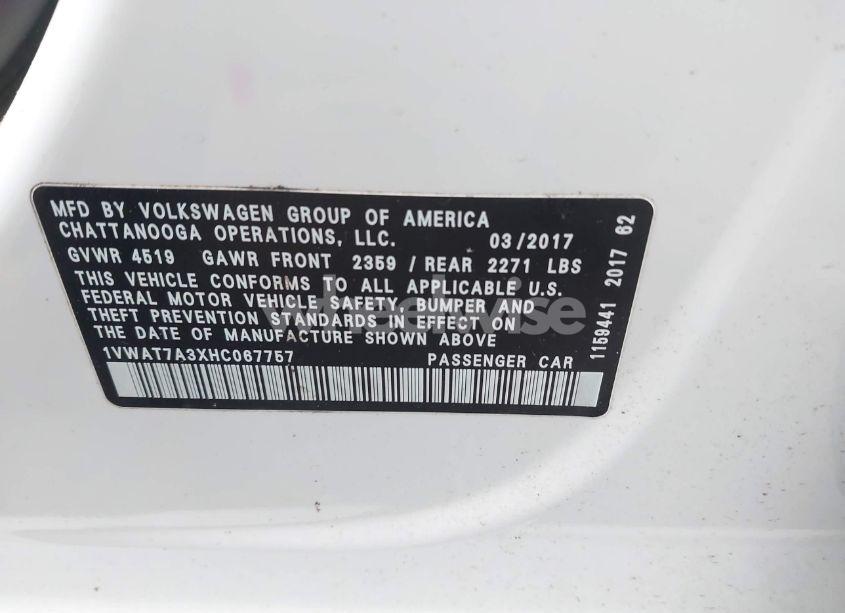 MFD BY VOLKSWAGEN GROUP OF AMERICA
CHATTANOOGA OPERATIONS, LLC. 03/2017
GVWR 4519 GAWR FRONT 2359 / REAR 2271 LBS
THIS VEHICLE CONFORMS TO ALL APPLICABLE U.S.
FEDERAL MOTOR VEHICLE SAFETY, BUMPER AND
THEFT PREVENTION STANDARDS IN EFFECT ON
THE DATE OF MANUFACTURE SHOWN ABOVE
1VWAT7A3XHC067757 PASSENGER CAR
1159441 2017 62